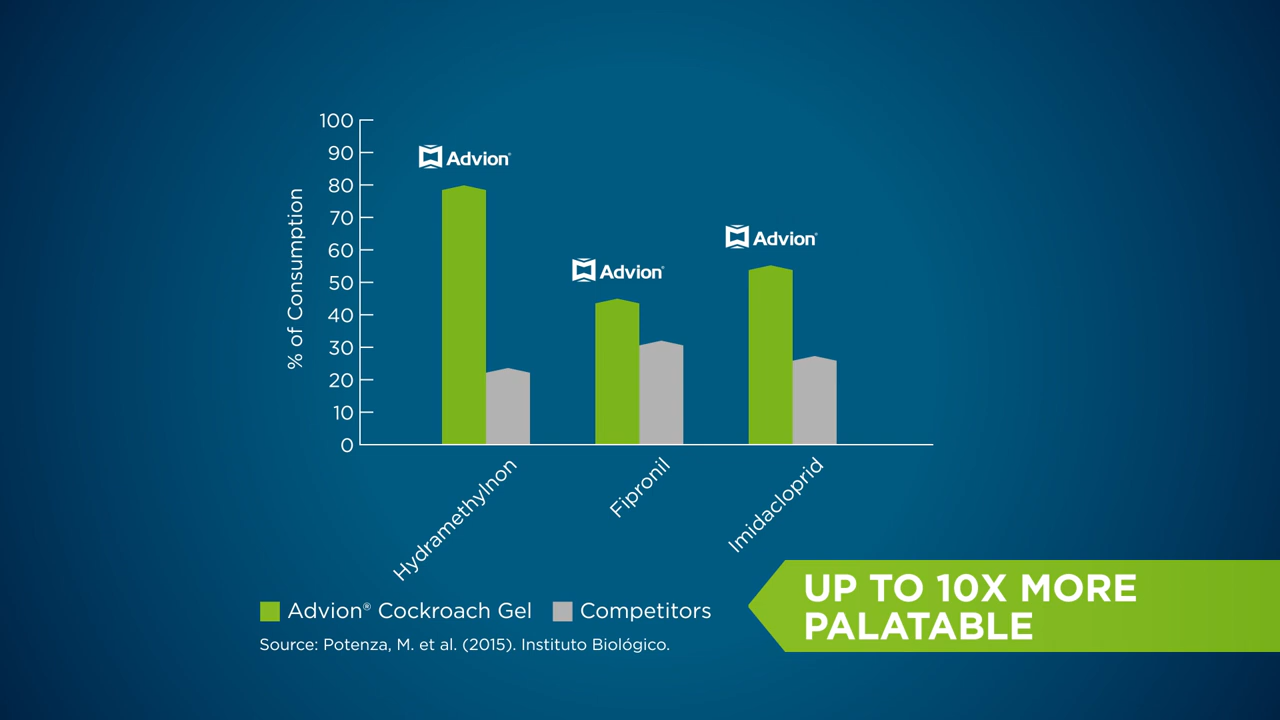 100
90
80
70
60
50
40
30
20
10
0
% of Consumption
Advion®
Advion®
Advion®
Hydramethylnon
Fipronil
Imidacloprid
Advion® Cockroach Gel
Competitors
Source: Potenza, M. et al. (2015). Instituto Biológico.
UP TO 10X MORE
PALATABLE